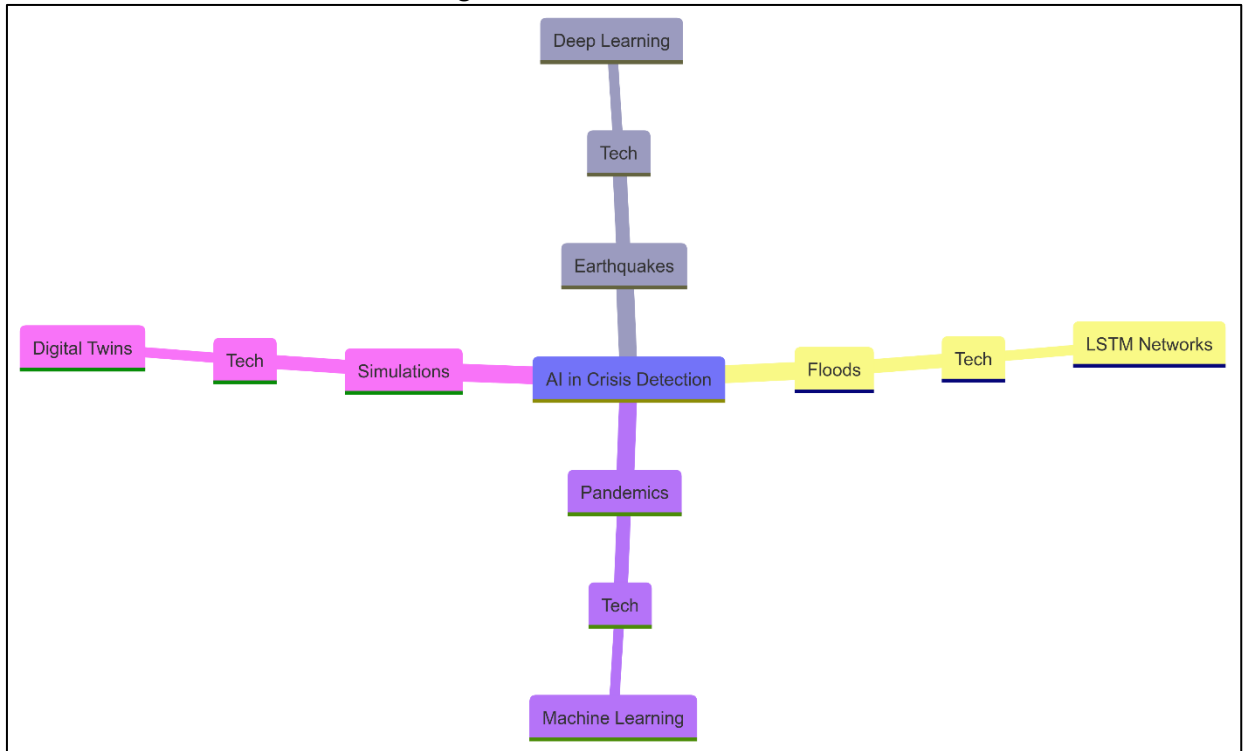 Deep Learning
Tech
Earthquakes
Digital Twins
Tech
Simulations
AI in Crisis Detection
Floods
Tech
LSTM Networks
Pandemics
Tech
Machine Learning